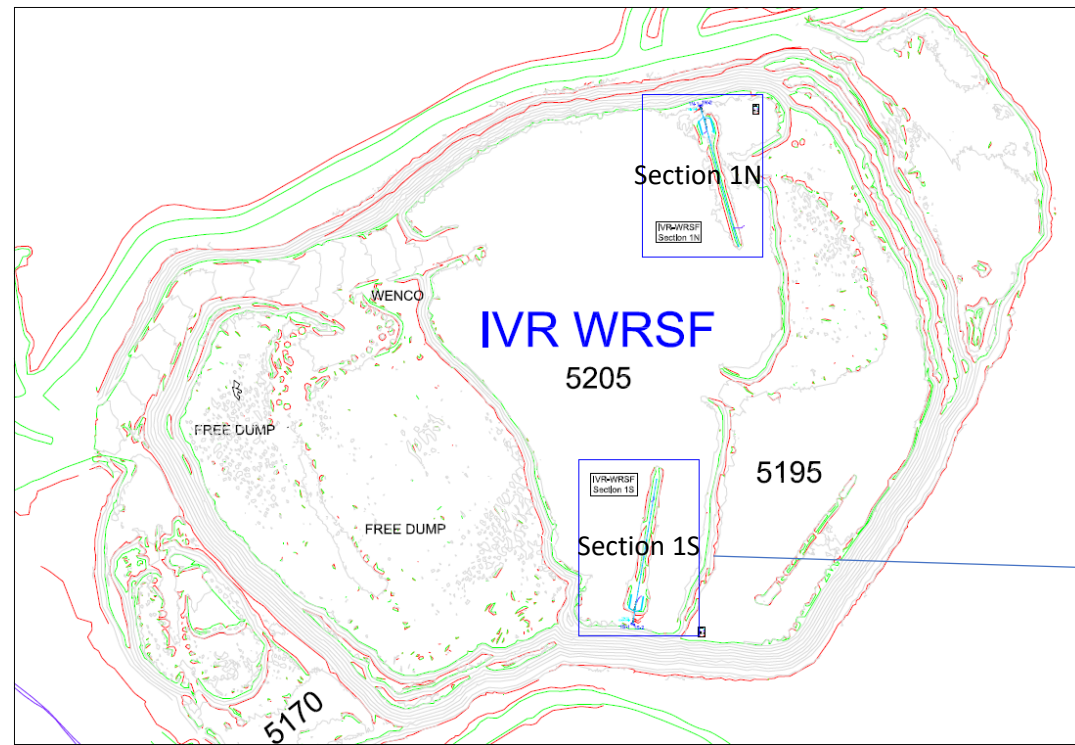 Section 1N
IVR-WRSF
Section 1N
WENCO
IVR WRSF
5205
FREE DUMP
5195
IVR-WRSF
Section 1S
FREE DUMP
Section 1S
5170